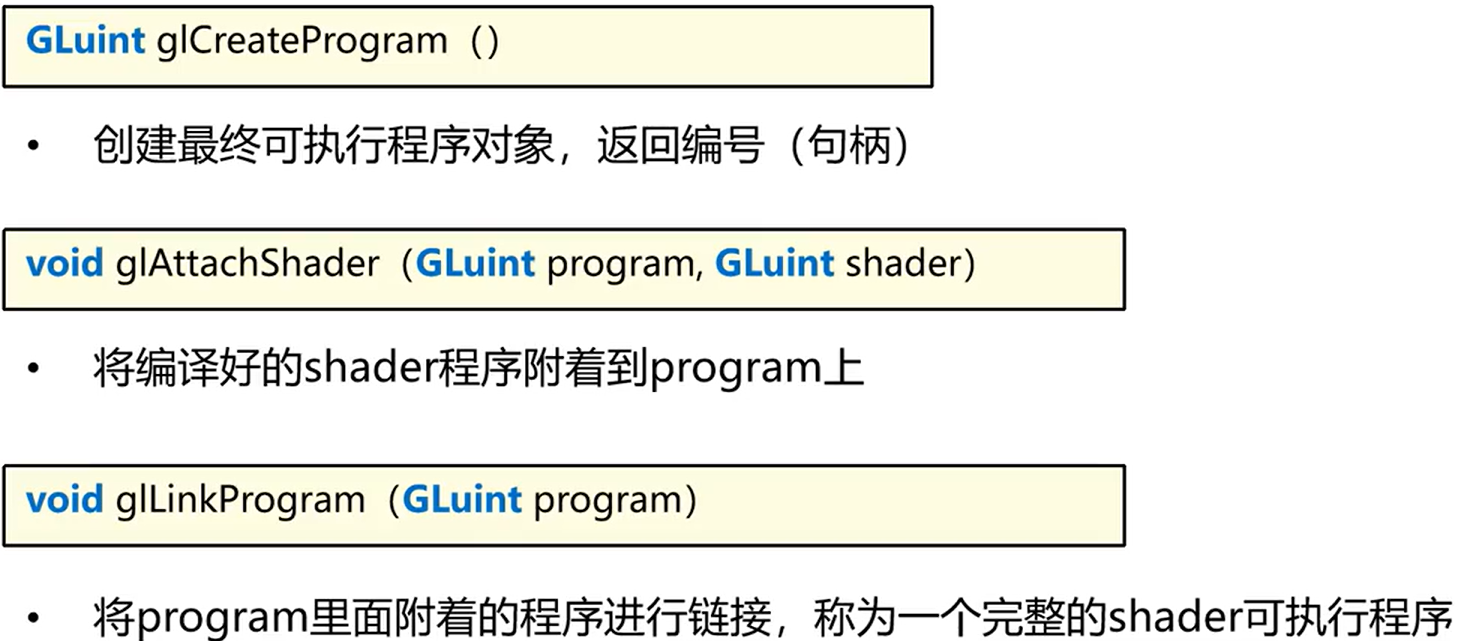 GLuint glCreateProgram（）
• 创建最终可执行程序对象，返回编号（句柄）
void glAttachShader（GLuint program, GLuint shader）
• 将编译好的shader程序附着到program上
void glLinkProgram（GLuint program）
• 将program里面附着的程序进行链接，称为一个完整的shader可执行程序